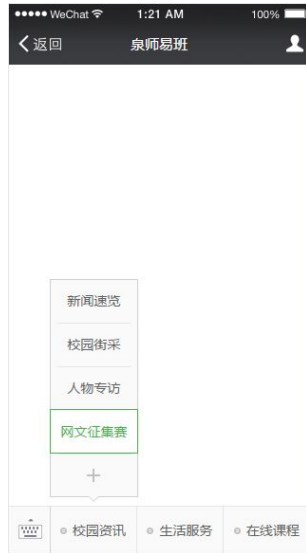 WeChat 1:21 AM 100%
返回 泉师易班
新闻速览
校园街采
人物专访
网文征集赛
+
校园资讯 生活服务 在线课程